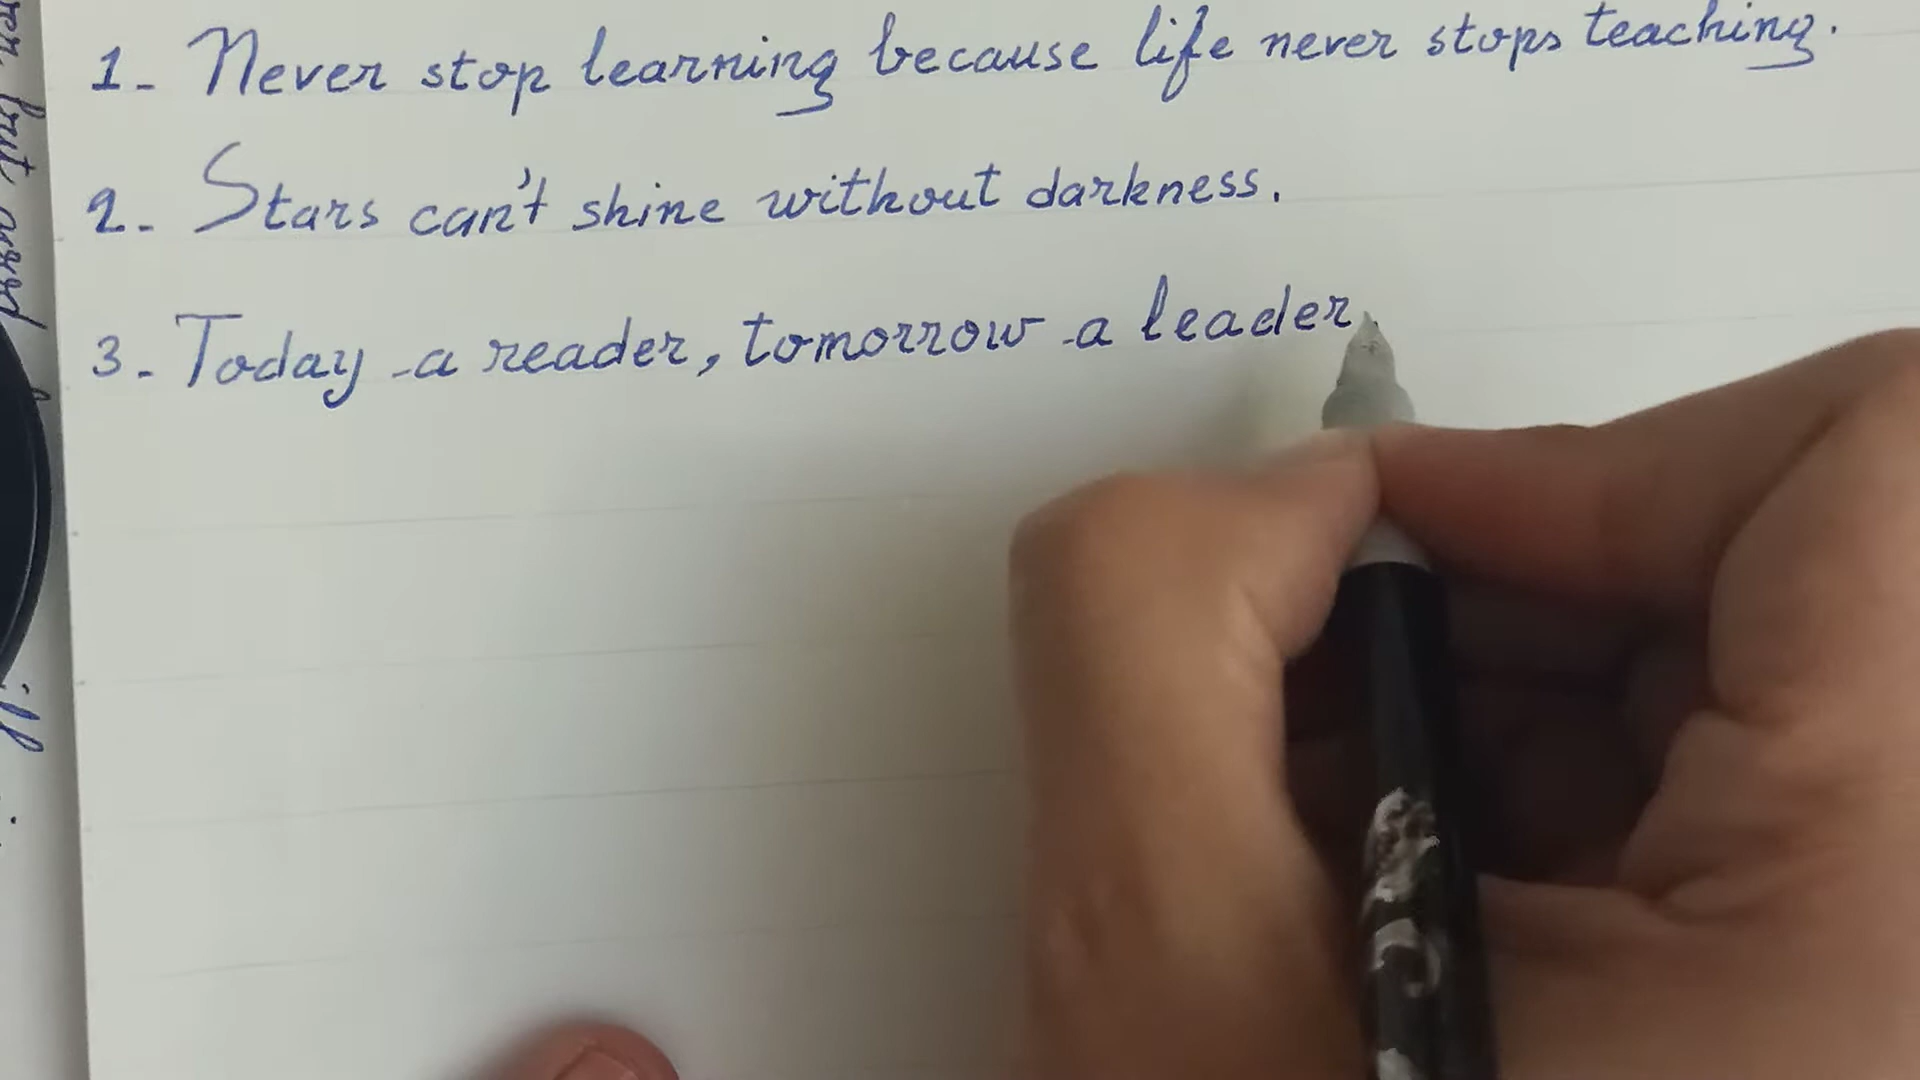 1- Never stop learning because life never stops teaching.
2- Stars can't shine without darkness.
3- Today a reader, tomorrow a leader.